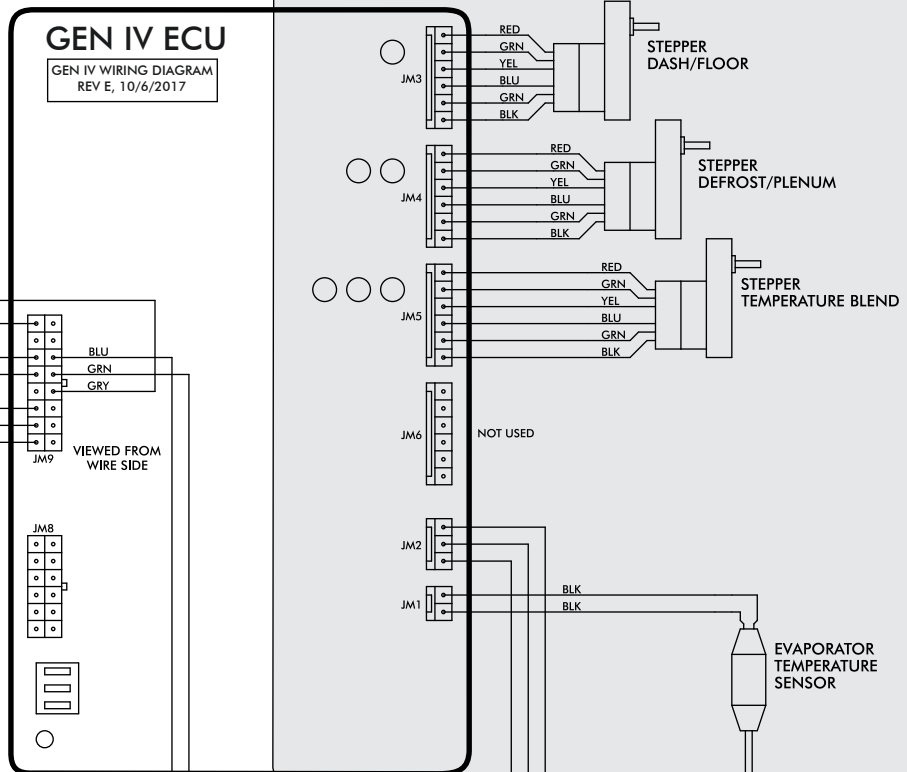 GEN IV ECU
GEN IV WIRING DIAGRAM
REV E, 10/6/2017
JM3
RED
GRN
YEL
BLU
GRN
BLK
STEPPER
DASH/FLOOR
JM4
RED
GRN
YEL
BLU
GRN
BLK
STEPPER
DEFROST/PLENUM
JM5
RED
GRN
YEL
BLU
GRN
BLK
STEPPER
TEMPERATURE BLEND
BLU
GRN
GRY
JM9
VIEWED FROM
WIRE SIDE
JM6
NOT USED
JM8
JM2
JM1
BLK
BLK
EVAPORATOR
TEMPERATURE
SENSOR